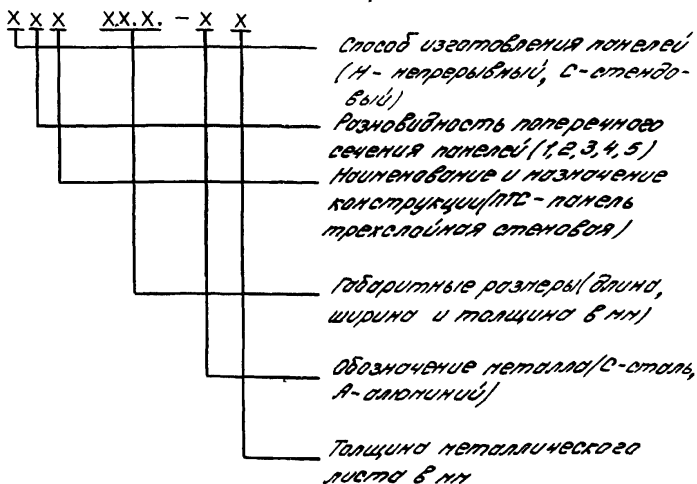 X X X XX.X. - X X
Способ изготовления панелей
(Н - непрерывный, С - стендо-
вый)
Разновидность поперечного
сечения панелей (1,2,3,4,5)
Наименование и назначение
конструкции (ПТС - панель
трехслойная стеновая)
Габаритные размеры (длина,
ширина и толщина в мм)
Обозначение металла (С-сталь,
А-алюминий)
Толщина металлического
листа в мм